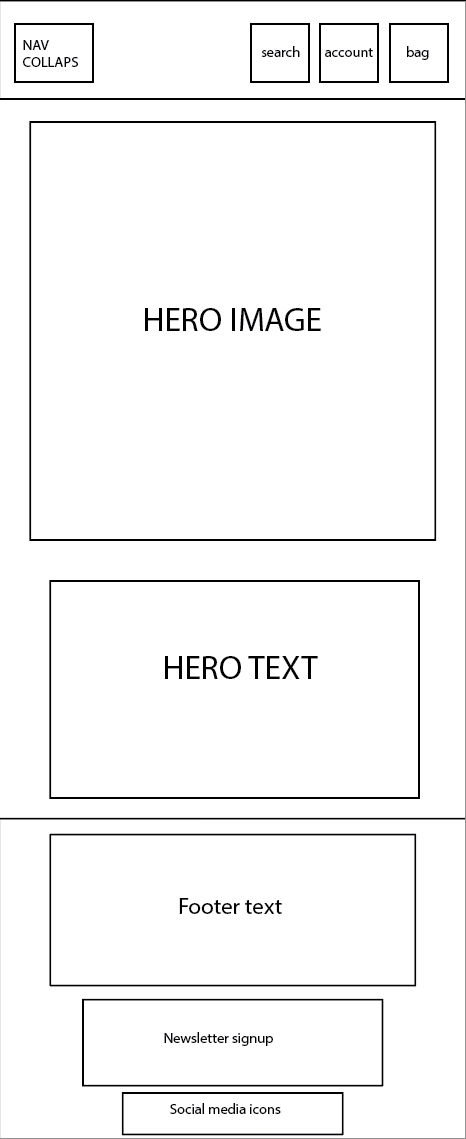 NAV
COLLAPS
search
account
bag
HERO IMAGE
HERO TEXT
Footer text
Newsletter signup
Social media icons